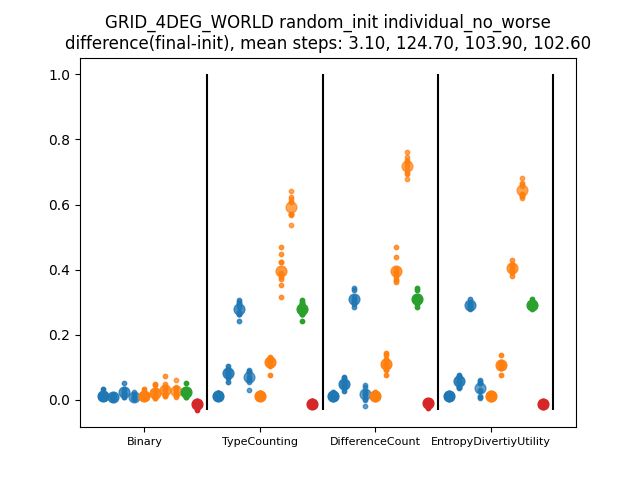 GRID_4DEG_WORLD random_init individual_no_worse
difference(final-init), mean steps: 3.10, 124.70, 103.90, 102.60
1.0
0.8
0.6
0.4
0.2
0.0
Binary TypeCounting DifferenceCount EntropyDivertiyUtility